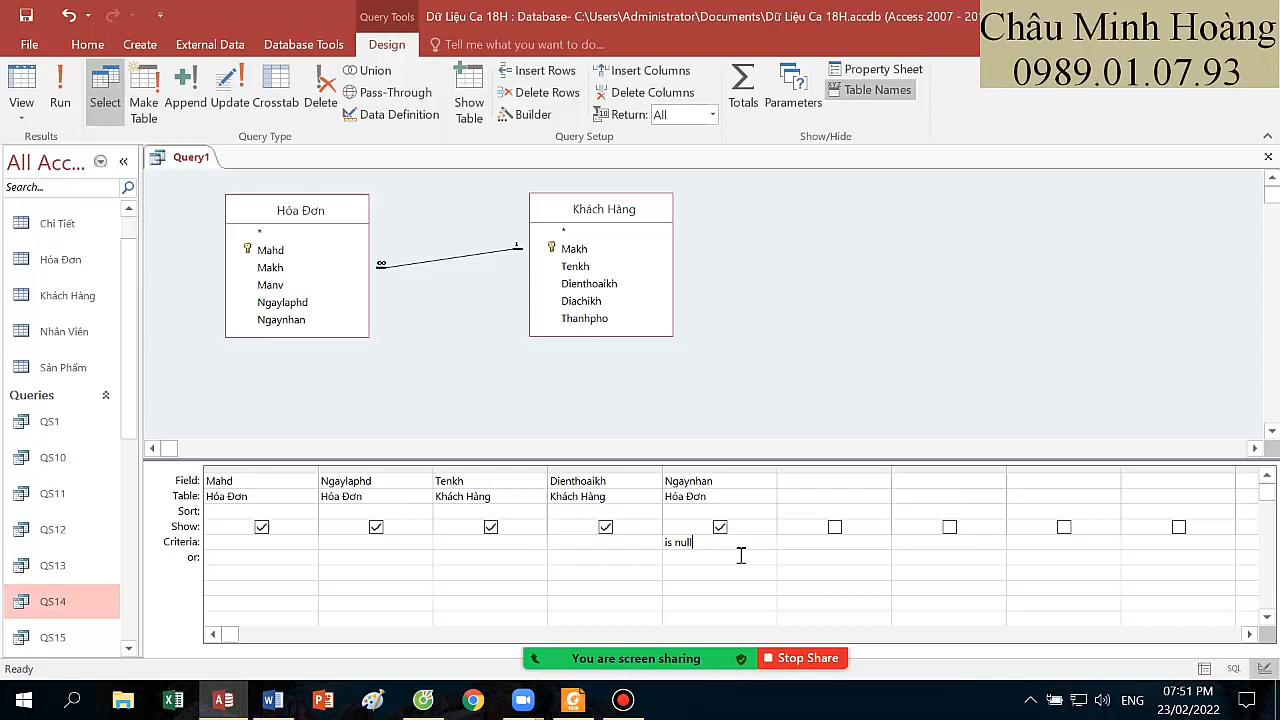 Query Tools
Dữ Liệu Ca 18H : Database- C:\Users\Administrator\Documents\Dữ Liệu Ca 18H.accdb (Access 2007 - 20
Châu Minh Hoàng
0989.01.07.93
File Home Create External Data Database Tools Design Tell me what you want to do...
View Run Select Make Table Append Update Crosstab Delete
Union
Pass-Through
Data Definition
Show Table
Insert Rows
Delete Rows
Builder
Insert Columns
Delete Columns
Return: All
Totals Parameters
Property Sheet
Table Names
Results Query Type Query Setup Show/Hide
All Acc...
Search...
Chi Tiết
Hóa Đơn
Khách Hàng
Nhân Viên
Sản Phẩm
Queries
QS1
QS10
QS11
QS12
QS13
QS14
QS15
Query1
Hóa Đơn
*
Mahd
Makh
Manv
Ngaylaphd
Ngaynhan
∞
1
Khách Hàng
*
Makh
Tenkh
Dienthoaikh
Diachikh
Thanhpho
Field: Mahd Ngaylaphd Tenkh Dienthoaikh Ngaynhan
Table: Hóa Đơn Hóa Đơn Khách Hàng Khách Hàng Hóa Đơn
Sort:
Show:
Criteria: is null
or:
You are screen sharing Stop Share
Ready SQL
ENG
07:51 PM
23/02/2022